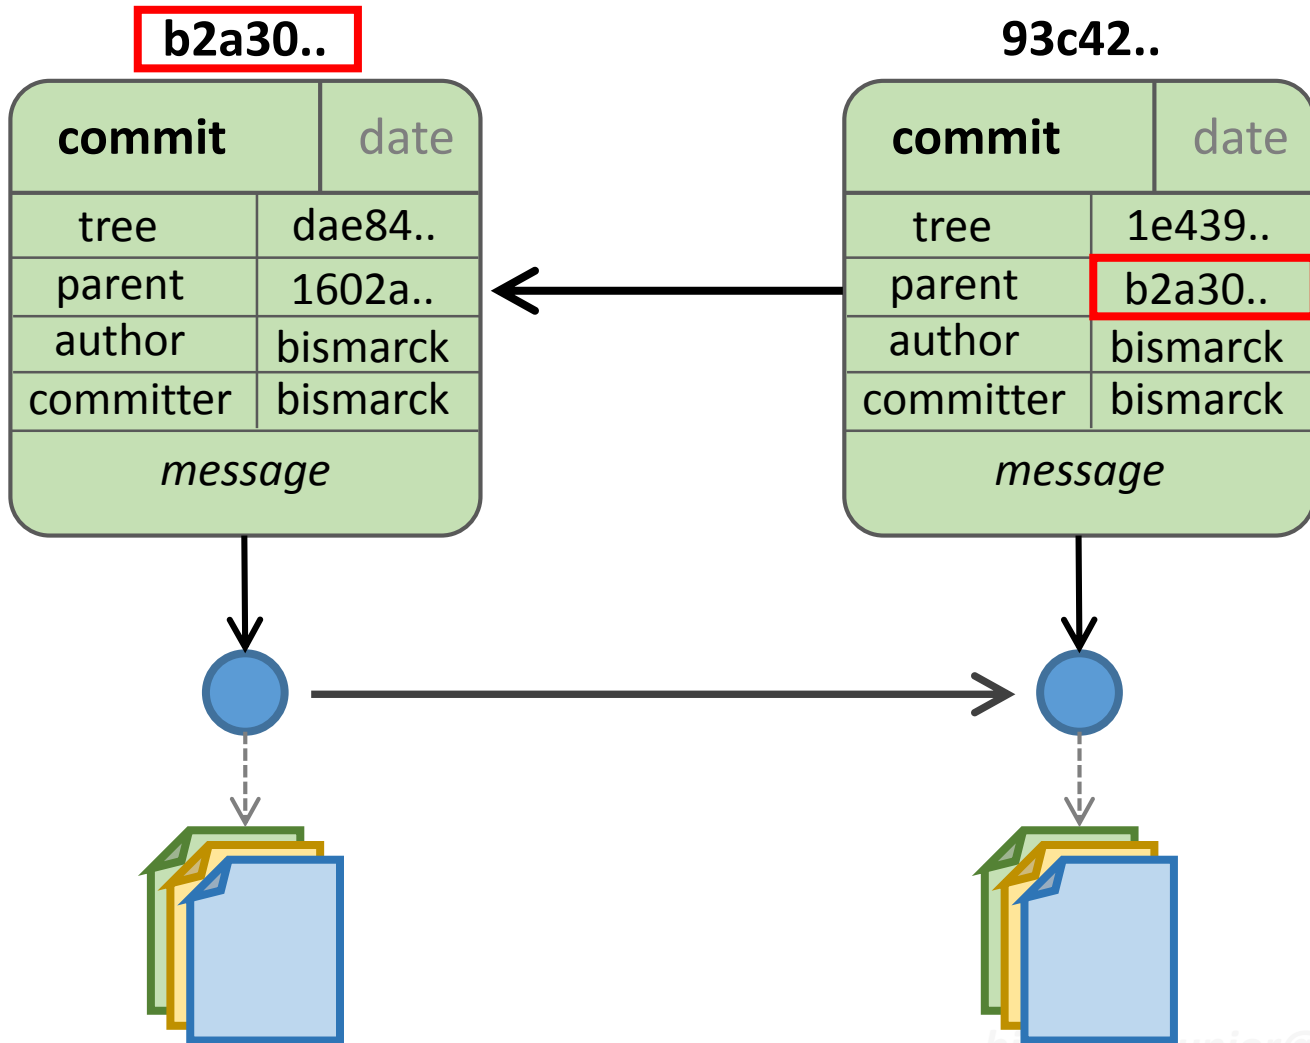 b2a30..
93c42..
commit date
tree dae84..
parent 1602a..
author bismarck
committer bismarck
message
commit date
tree 1e439..
parent b2a30..
author bismarck
committer bismarck
message